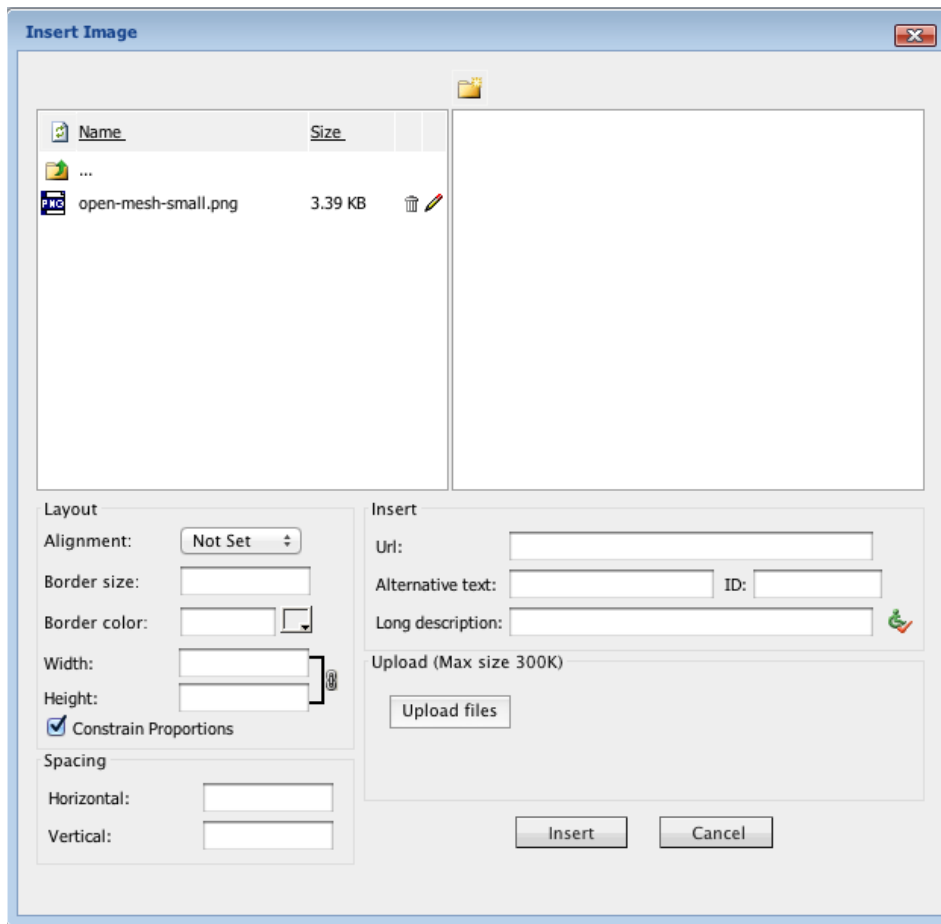 Insert Image
Name Size
...
PNG open-mesh-small.png 3.39 KB
Layout
Alignment: Not Set
Border size:
Border color:
Width:
Height:
Constrain Proportions
Spacing
Horizontal:
Vertical:
Insert
Url:
Alternative text: ID:
Long description:
Upload (Max size 300K)
Upload files
Insert Cancel